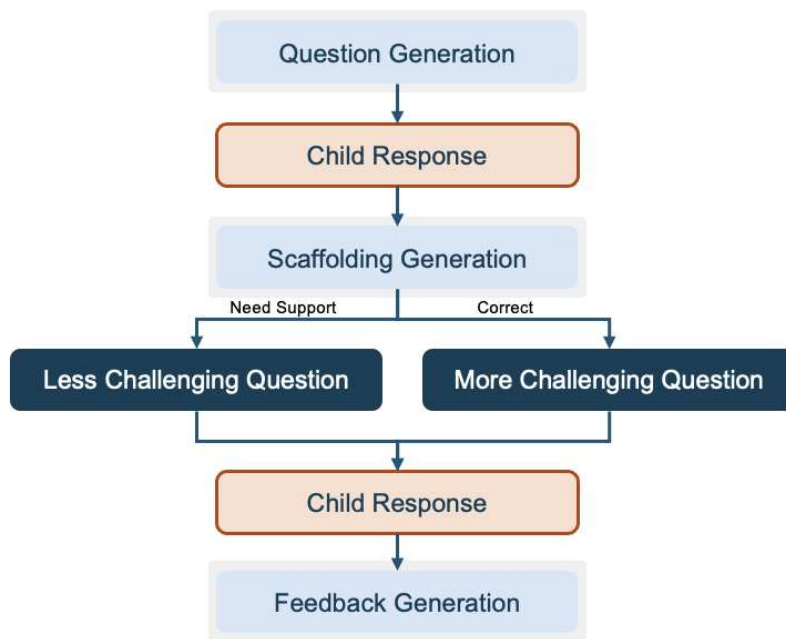 Question Generation
Child Response
Scaffolding Generation
Need Support
Correct
Less Challenging Question
More Challenging Question
Child Response
Feedback Generation